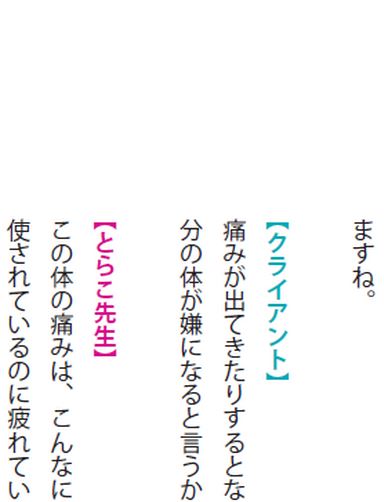 ますね。
【クライアント】
痛みが出てきたりするとな
分の体が嫌になると言うか
【とらこ先生】
この体の痛みは、こんなに
使されているのに疲れてい